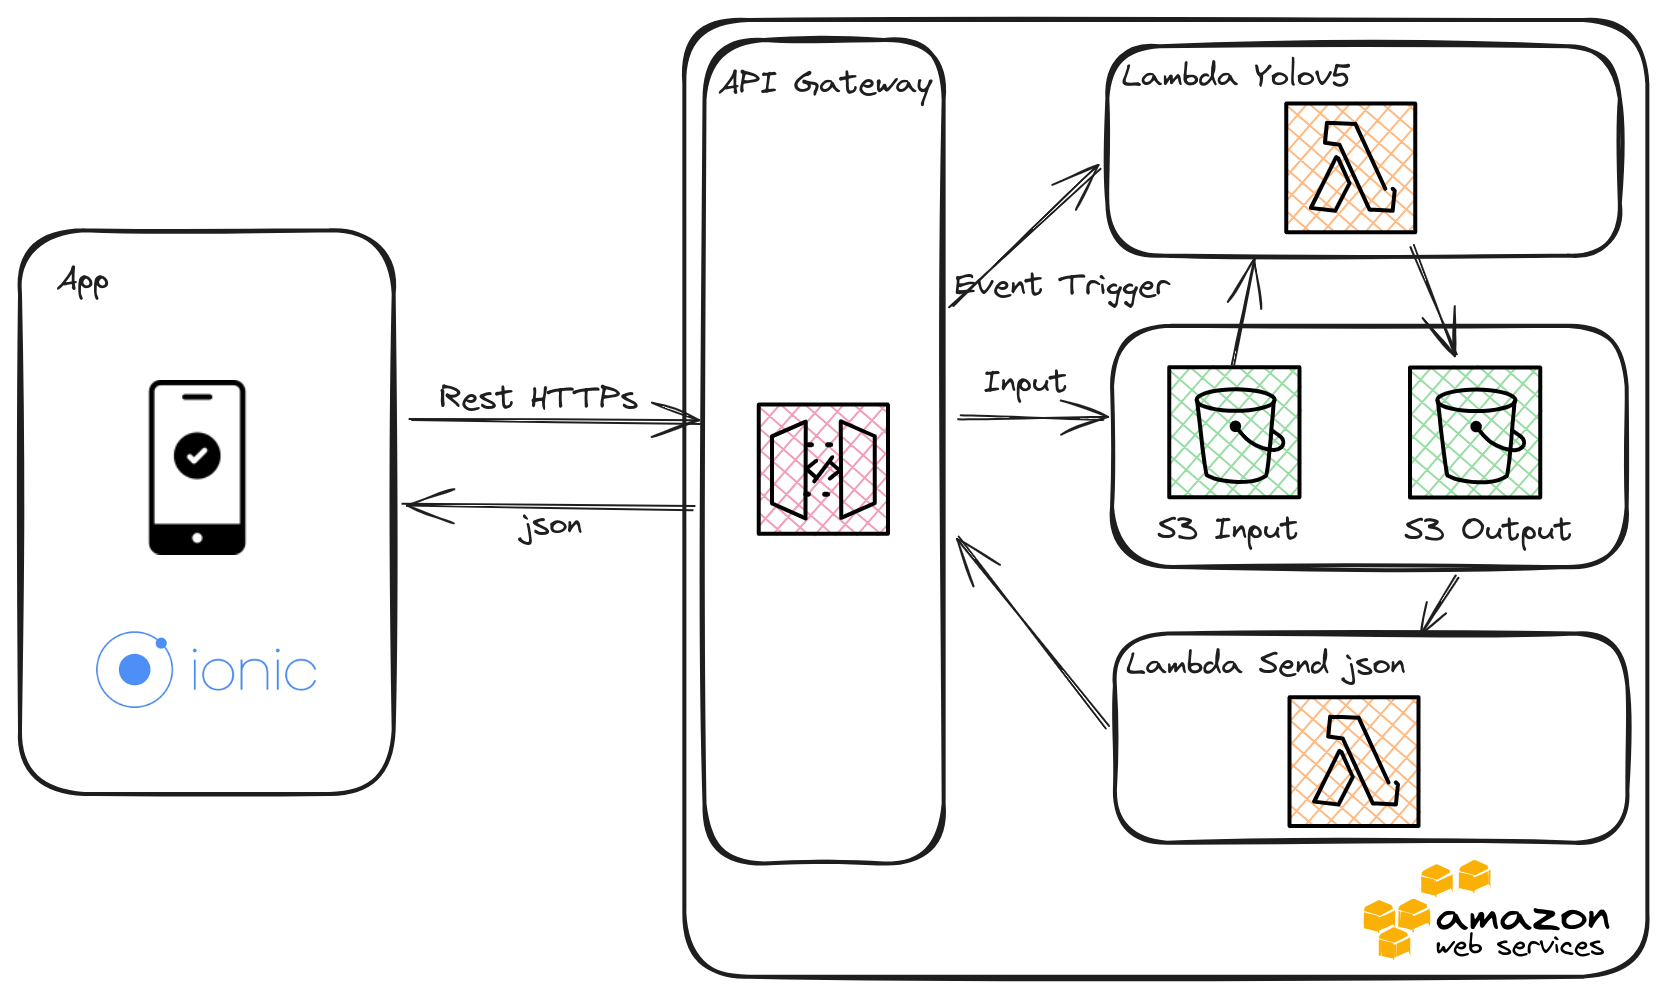 App
ionic
Rest HTTPs
json
API Gateway
Event Trigger
Input
Lambda Yolov5
S3 Input
S3 Output
Lambda Send json
amazon
web services